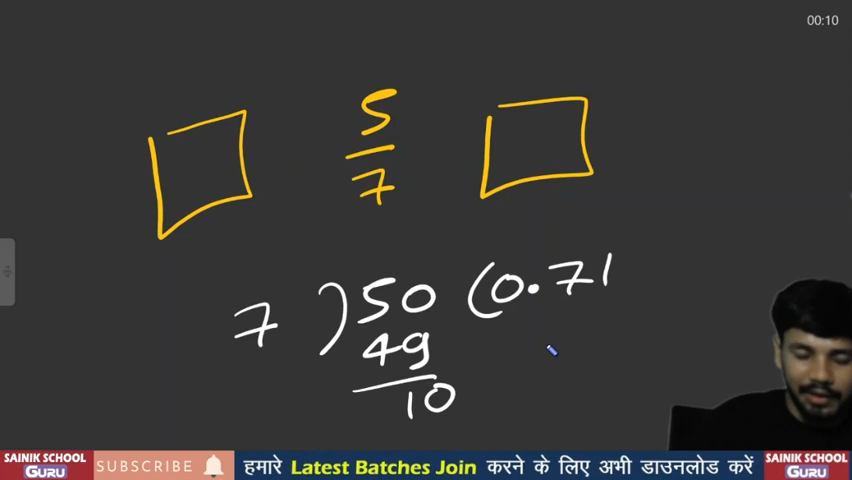 00:10
5
7
7 ) 50 ( 0.71
49
10
SAINIK SCHOOL GURU
SUBSCRIBE
हमारे Latest Batches Join करने के लिए अभी डाउनलोड करें
SAINIK SCHOOL GURU